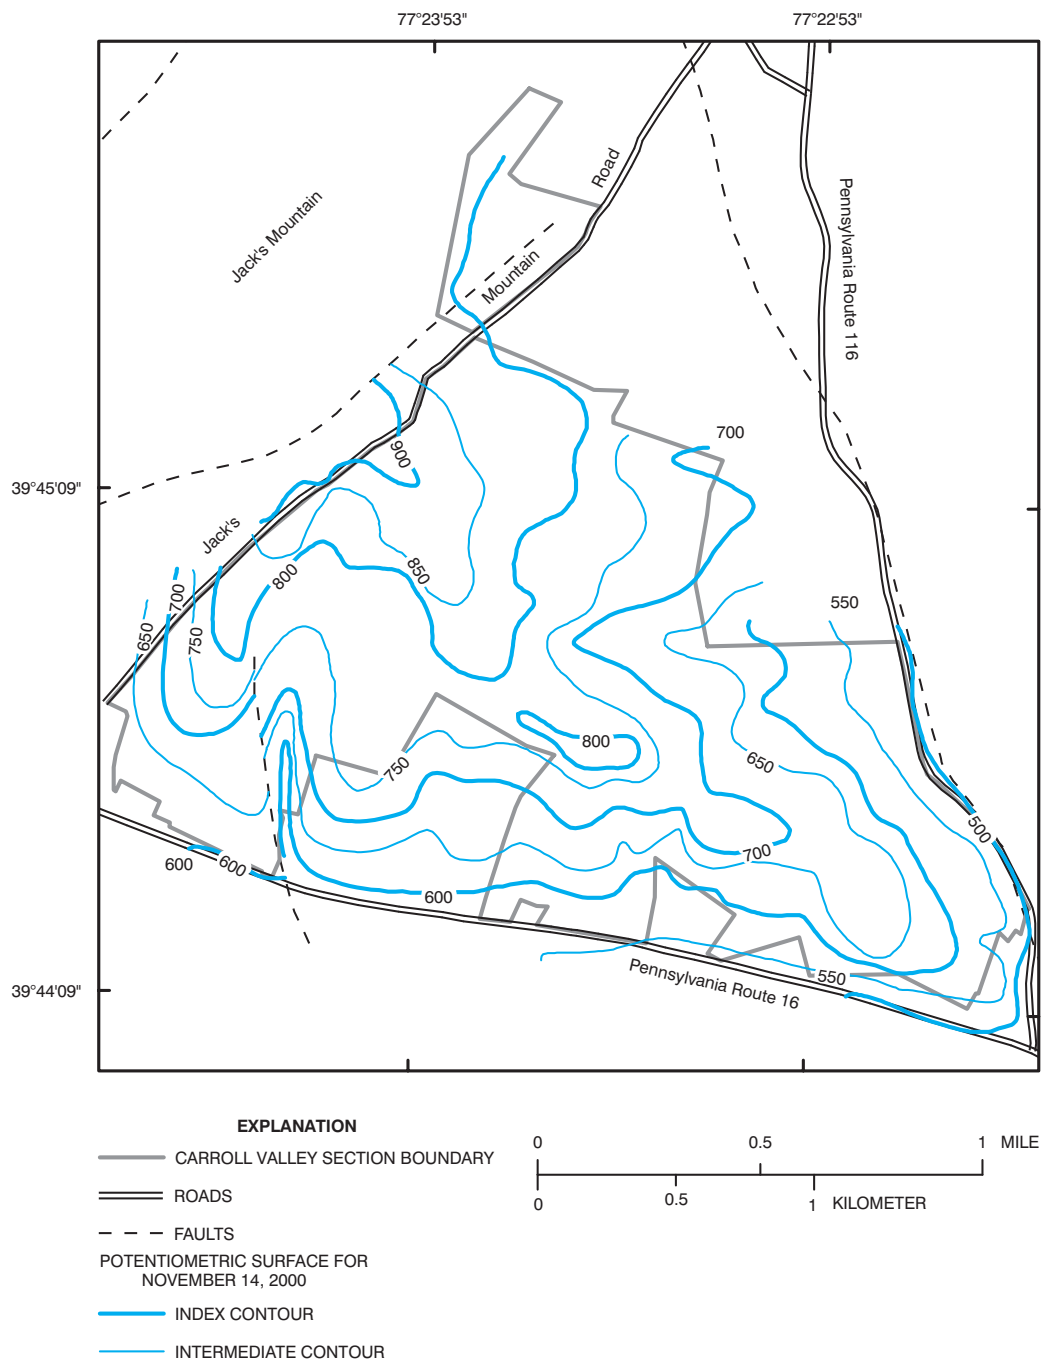 77°23'53"
77°22'53"
Jack's Mountain
Road
Mountain
Pennsylvania Route 116
700
900
39°45'09"
Jack's
850
800
700
650
750
550
800
750
650
500
700
600
600
600
550
Pennsylvania Route 16
39°44'09"
EXPLANATION
CARROLL VALLEY SECTION BOUNDARY
ROADS
FAULTS
POTENTIOMETRIC SURFACE FOR
NOVEMBER 14, 2000
INDEX CONTOUR
INTERMEDIATE CONTOUR
0 0.5 1 MILE
0 0.5 1 KILOMETER